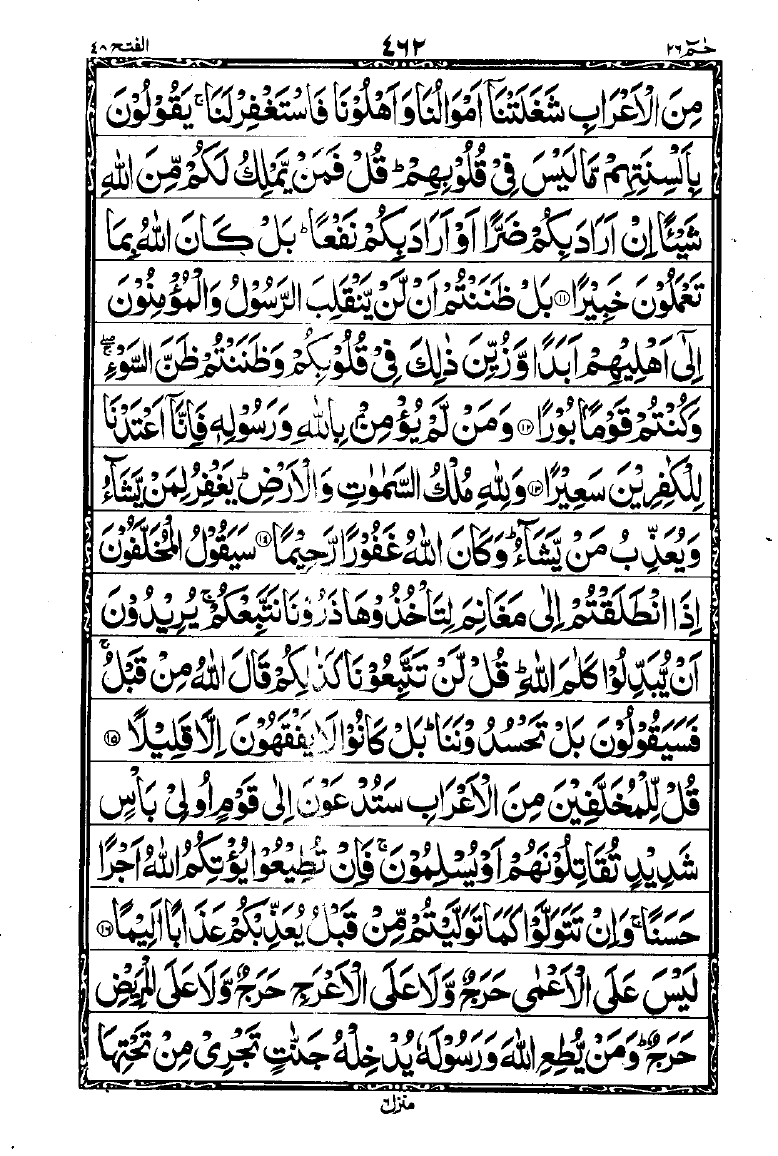 حٰمٓ ٢٦ ٤٦٢ الفتح ٤٨
مِنَ الْاَعْرَابِ شَغَلَتْنَاۤ اَمْوَالُنَا وَاَهْلُوْنَا فَاسْتَغْفِرْلَنَا ۚ يَقُوْلُوْنَ
بِاَلْسِنَتِهِمْ مَّا لَيْسَ فِيْ قُلُوْبِهِمْ ؕ قُلْ فَمَنْ يَّمْلِكُ لَكُمْ مِّنَ اللّٰهِ
شَيْئًا اِنْ اَرَادَ بِكُمْ ضَرًّا اَوْ اَرَادَ بِكُمْ نَفْعًا ؕ بَلْ كَانَ اللّٰهُ بِمَا
تَعْمَلُوْنَ خَبِيْرًا ﴿١١﴾ بَلْ ظَنَنْتُمْ اَنْ لَّنْ يَّنْقَلِبَ الرَّسُوْلُ وَالْمُؤْمِنُوْنَ
اِلٰۤى اَهْلِيْهِمْ اَبَدًا وَّزُيِّنَ ذٰلِكَ فِيْ قُلُوْبِكُمْ وَظَنَنْتُمْ ظَنَّ السَّوْءِ ۖۚ
وَكُنْتُمْ قَوْمًۢا بُوْرًا ﴿١٢﴾ وَمَنْ لَّمْ يُؤْمِنْۢ بِاللّٰهِ وَرَسُوْلِهٖ فَاِنَّاۤ اَعْتَدْنَا
لِلْكٰفِرِيْنَ سَعِيْرًا ﴿١٣﴾ وَلِلّٰهِ مُلْكُ السَّمٰوٰتِ وَالْاَرْضِ ؕ يَغْفِرُ لِمَنْ يَّشَآءُ
وَيُعَذِّبُ مَنْ يَّشَآءُ ؕ وَكَانَ اللّٰهُ غَفُوْرًا رَّحِيْمًا ﴿١٤﴾ سَيَقُوْلُ الْمُخَلَّفُوْنَ
اِذَا انْطَلَقْتُمْ اِلٰى مَغَانِمَ لِتَاْخُذُوْهَا ذَرُوْنَا نَتَّبِعْكُمْ ۚ يُرِيْدُوْنَ
اَنْ يُّبَدِّلُوْا كَلٰمَ اللّٰهِ ؕ قُلْ لَّنْ تَتَّبِعُوْنَا كَذٰلِكُمْ قَالَ اللّٰهُ مِنْ قَبْلُ ۚ
فَسَيَقُوْلُوْنَ بَلْ تَحْسُدُوْنَنَا ؕ بَلْ كَانُوْا لَا يَفْقَهُوْنَ اِلَّا قَلِيْلًا ﴿١٥﴾
قُلْ لِّلْمُخَلَّفِيْنَ مِنَ الْاَعْرَابِ سَتُدْعَوْنَ اِلٰى قَوْمٍ اُولِيْ بَاْسٍ
شَدِيْدٍ تُقَاتِلُوْنَهُمْ اَوْ يُسْلِمُوْنَ ۚ فَاِنْ تُطِيْعُوْا يُؤْتِكُمُ اللّٰهُ اَجْرًا
حَسَنًا ۚ وَاِنْ تَتَوَلَّوْا كَمَا تَوَلَّيْتُمْ مِّنْ قَبْلُ يُعَذِّبْكُمْ عَذَابًا اَلِيْمًا ﴿١٦﴾
لَيْسَ عَلَى الْاَعْمٰى حَرَجٌ وَّلَا عَلَى الْاَعْرَجِ حَرَجٌ وَّلَا عَلَى الْمَرِيْضِ
حَرَجٌ ؕ وَمَنْ يُّطِعِ اللّٰهَ وَرَسُوْلَهٗ يُدْخِلْهُ جَنّٰتٍ تَجْرِيْ مِنْ تَحْتِهَا
منزل ٦